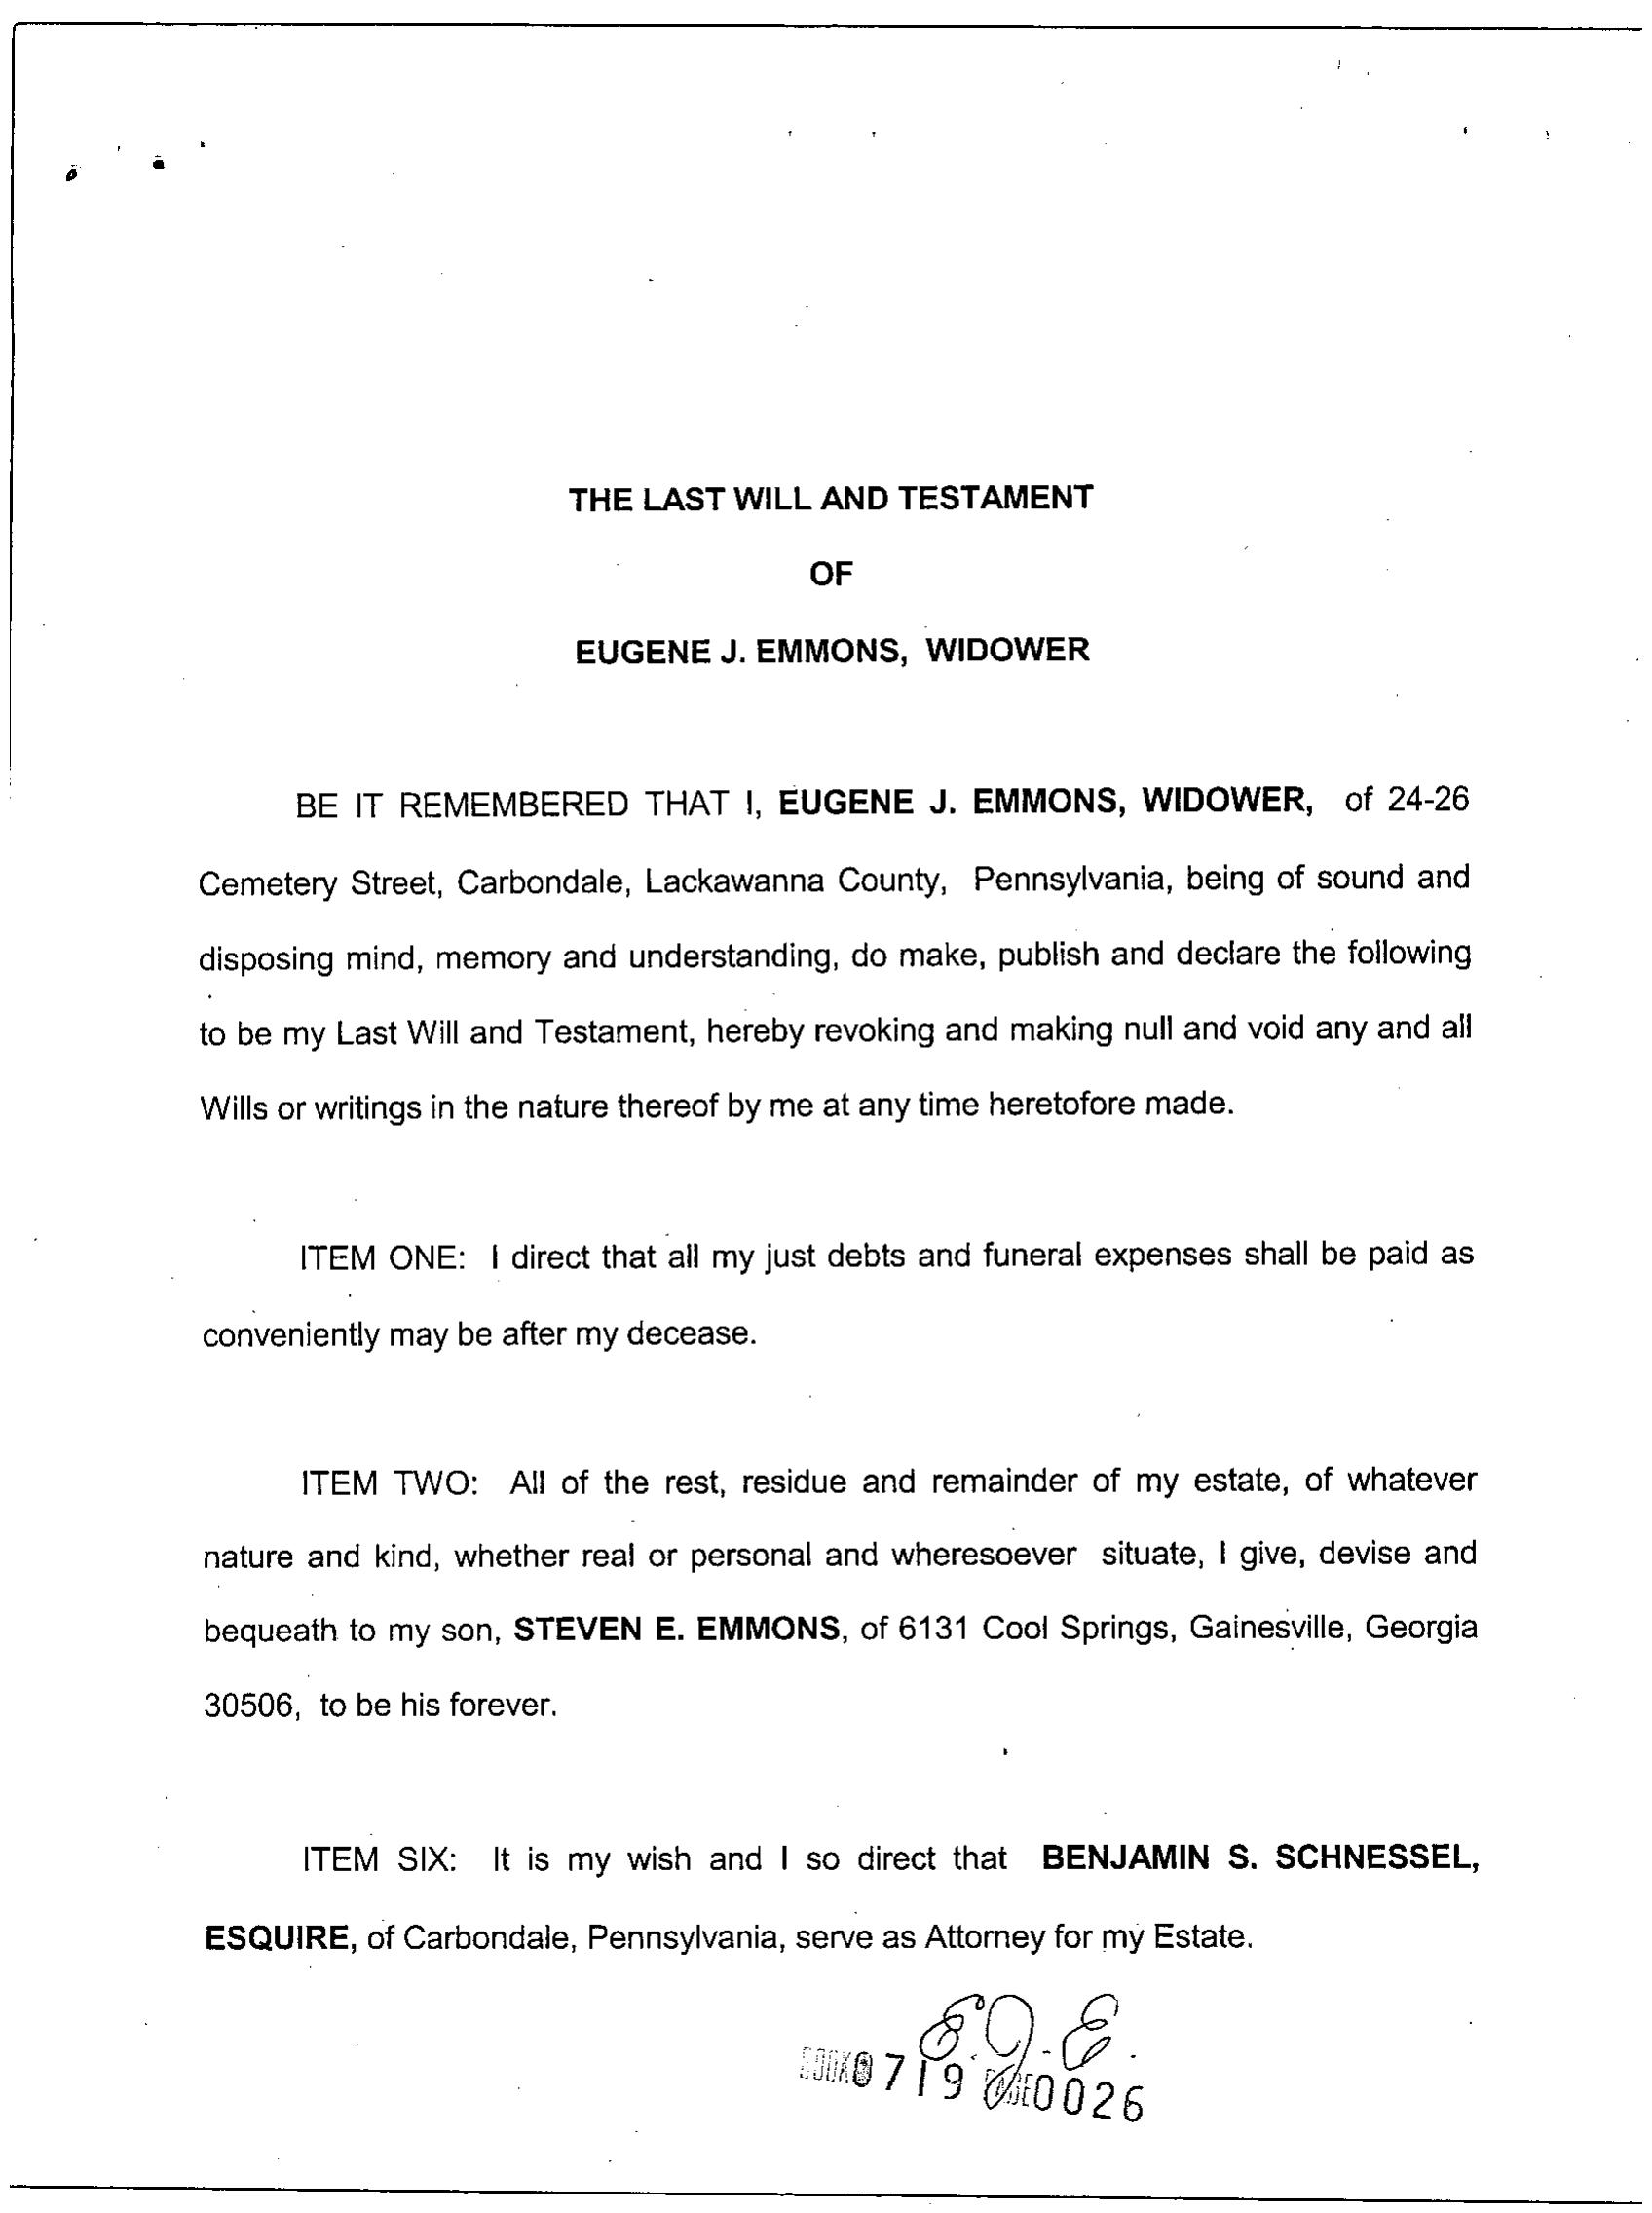 THE LAST WILL AND TESTAMENT
OF
EUGENE J. EMMONS, WIDOWER
BE IT REMEMBERED THAT I, EUGENE J. EMMONS, WIDOWER, of 24-26
Cemetery Street, Carbondale, Lackawanna County, Pennsylvania, being of sound and
disposing mind, memory and understanding, do make, publish and declare the following
to be my Last Will and Testament, hereby revoking and making null and void any and all
Wills or writings in the nature thereof by me at any time heretofore made.
ITEM ONE: I direct that all my just debts and funeral expenses shall be paid as
conveniently may be after my decease.
ITEM TWO: All of the rest, residue and remainder of my estate, of whatever
nature and kind, whether real or personal and wheresoever situate, I give, devise and
bequeath to my son, STEVEN E. EMMONS, of 6131 Cool Springs, Gainesville, Georgia
30506, to be his forever.
ITEM SIX: It is my wish and I so direct that BENJAMIN S. SCHNESSEL,
ESQUIRE, of Carbondale, Pennsylvania, serve as Attorney for my Estate.
E.J.E.
BOOK 0719 PAGE 0026